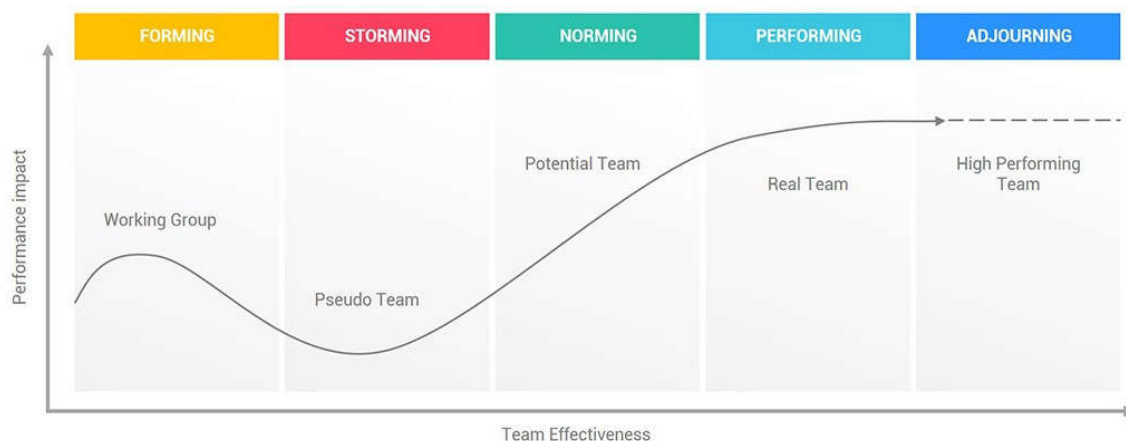 FORMING
STORMING
NORMING
PERFORMING
ADJOURNING
Performance impact
Working Group
Pseudo Team
Potential Team
Real Team
High Performing
Team
Team Effectiveness